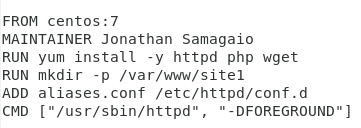 FROM centos:7
MAINTAINER Jonathan Samagaio
RUN yum install -y httpd php wget
RUN mkdir -p /var/www/site1
ADD aliases.conf /etc/httpd/conf.d
CMD ["/usr/sbin/httpd", "-DFOREGROUND"]